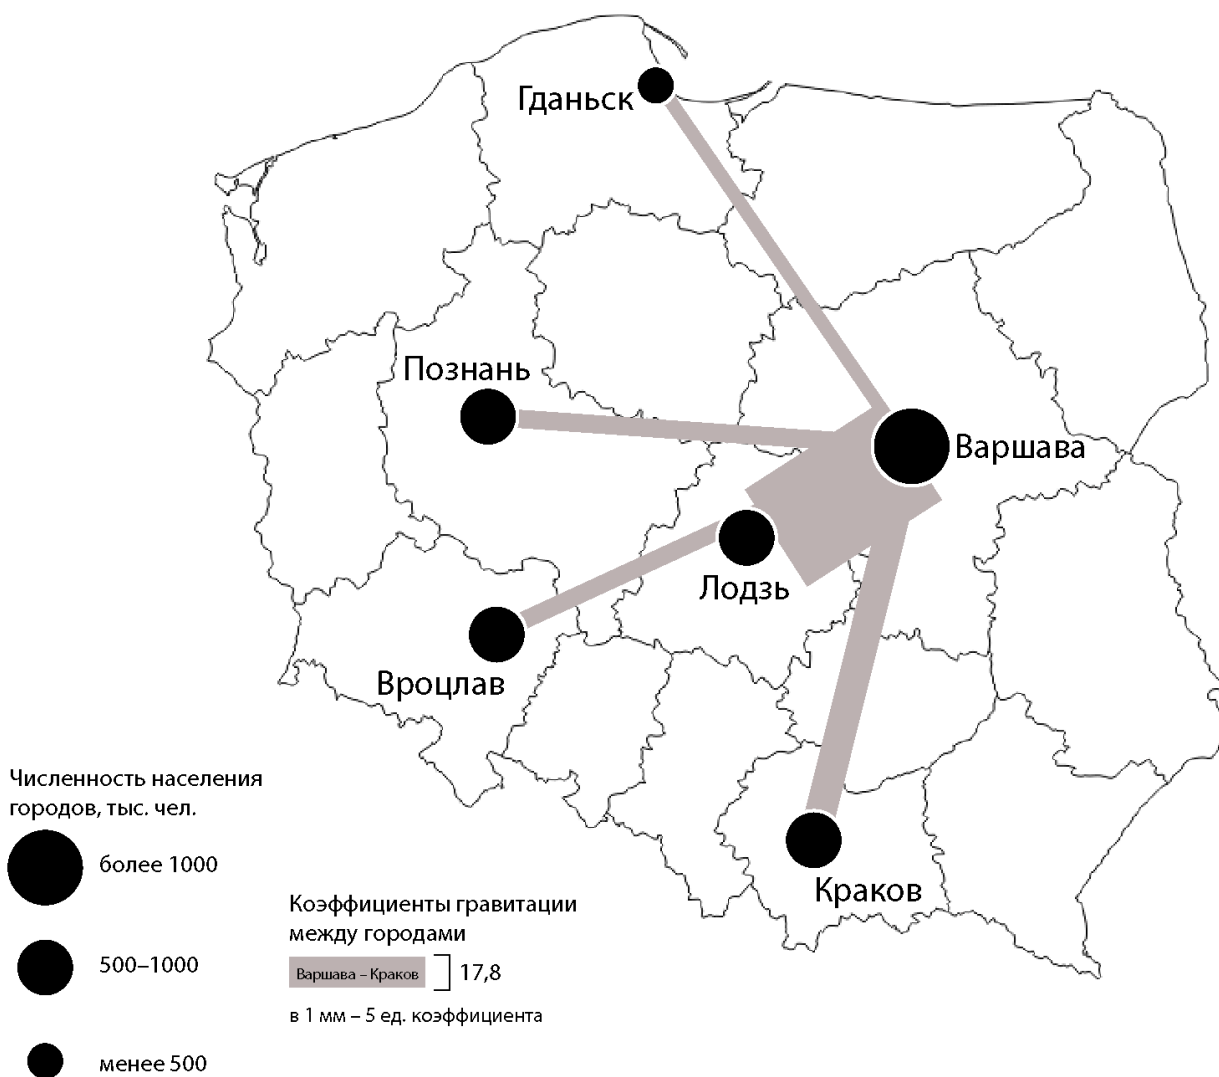 Гданьск
Познань
Варшава
Лодзь
Вроцлав
Краков
Численность населения
городов, тыс. чел.
более 1000
500–1000
менее 500
Коэффициенты гравитации
между городами
Варшава – Краков
17,8
в 1 мм – 5 ед. коэффициента